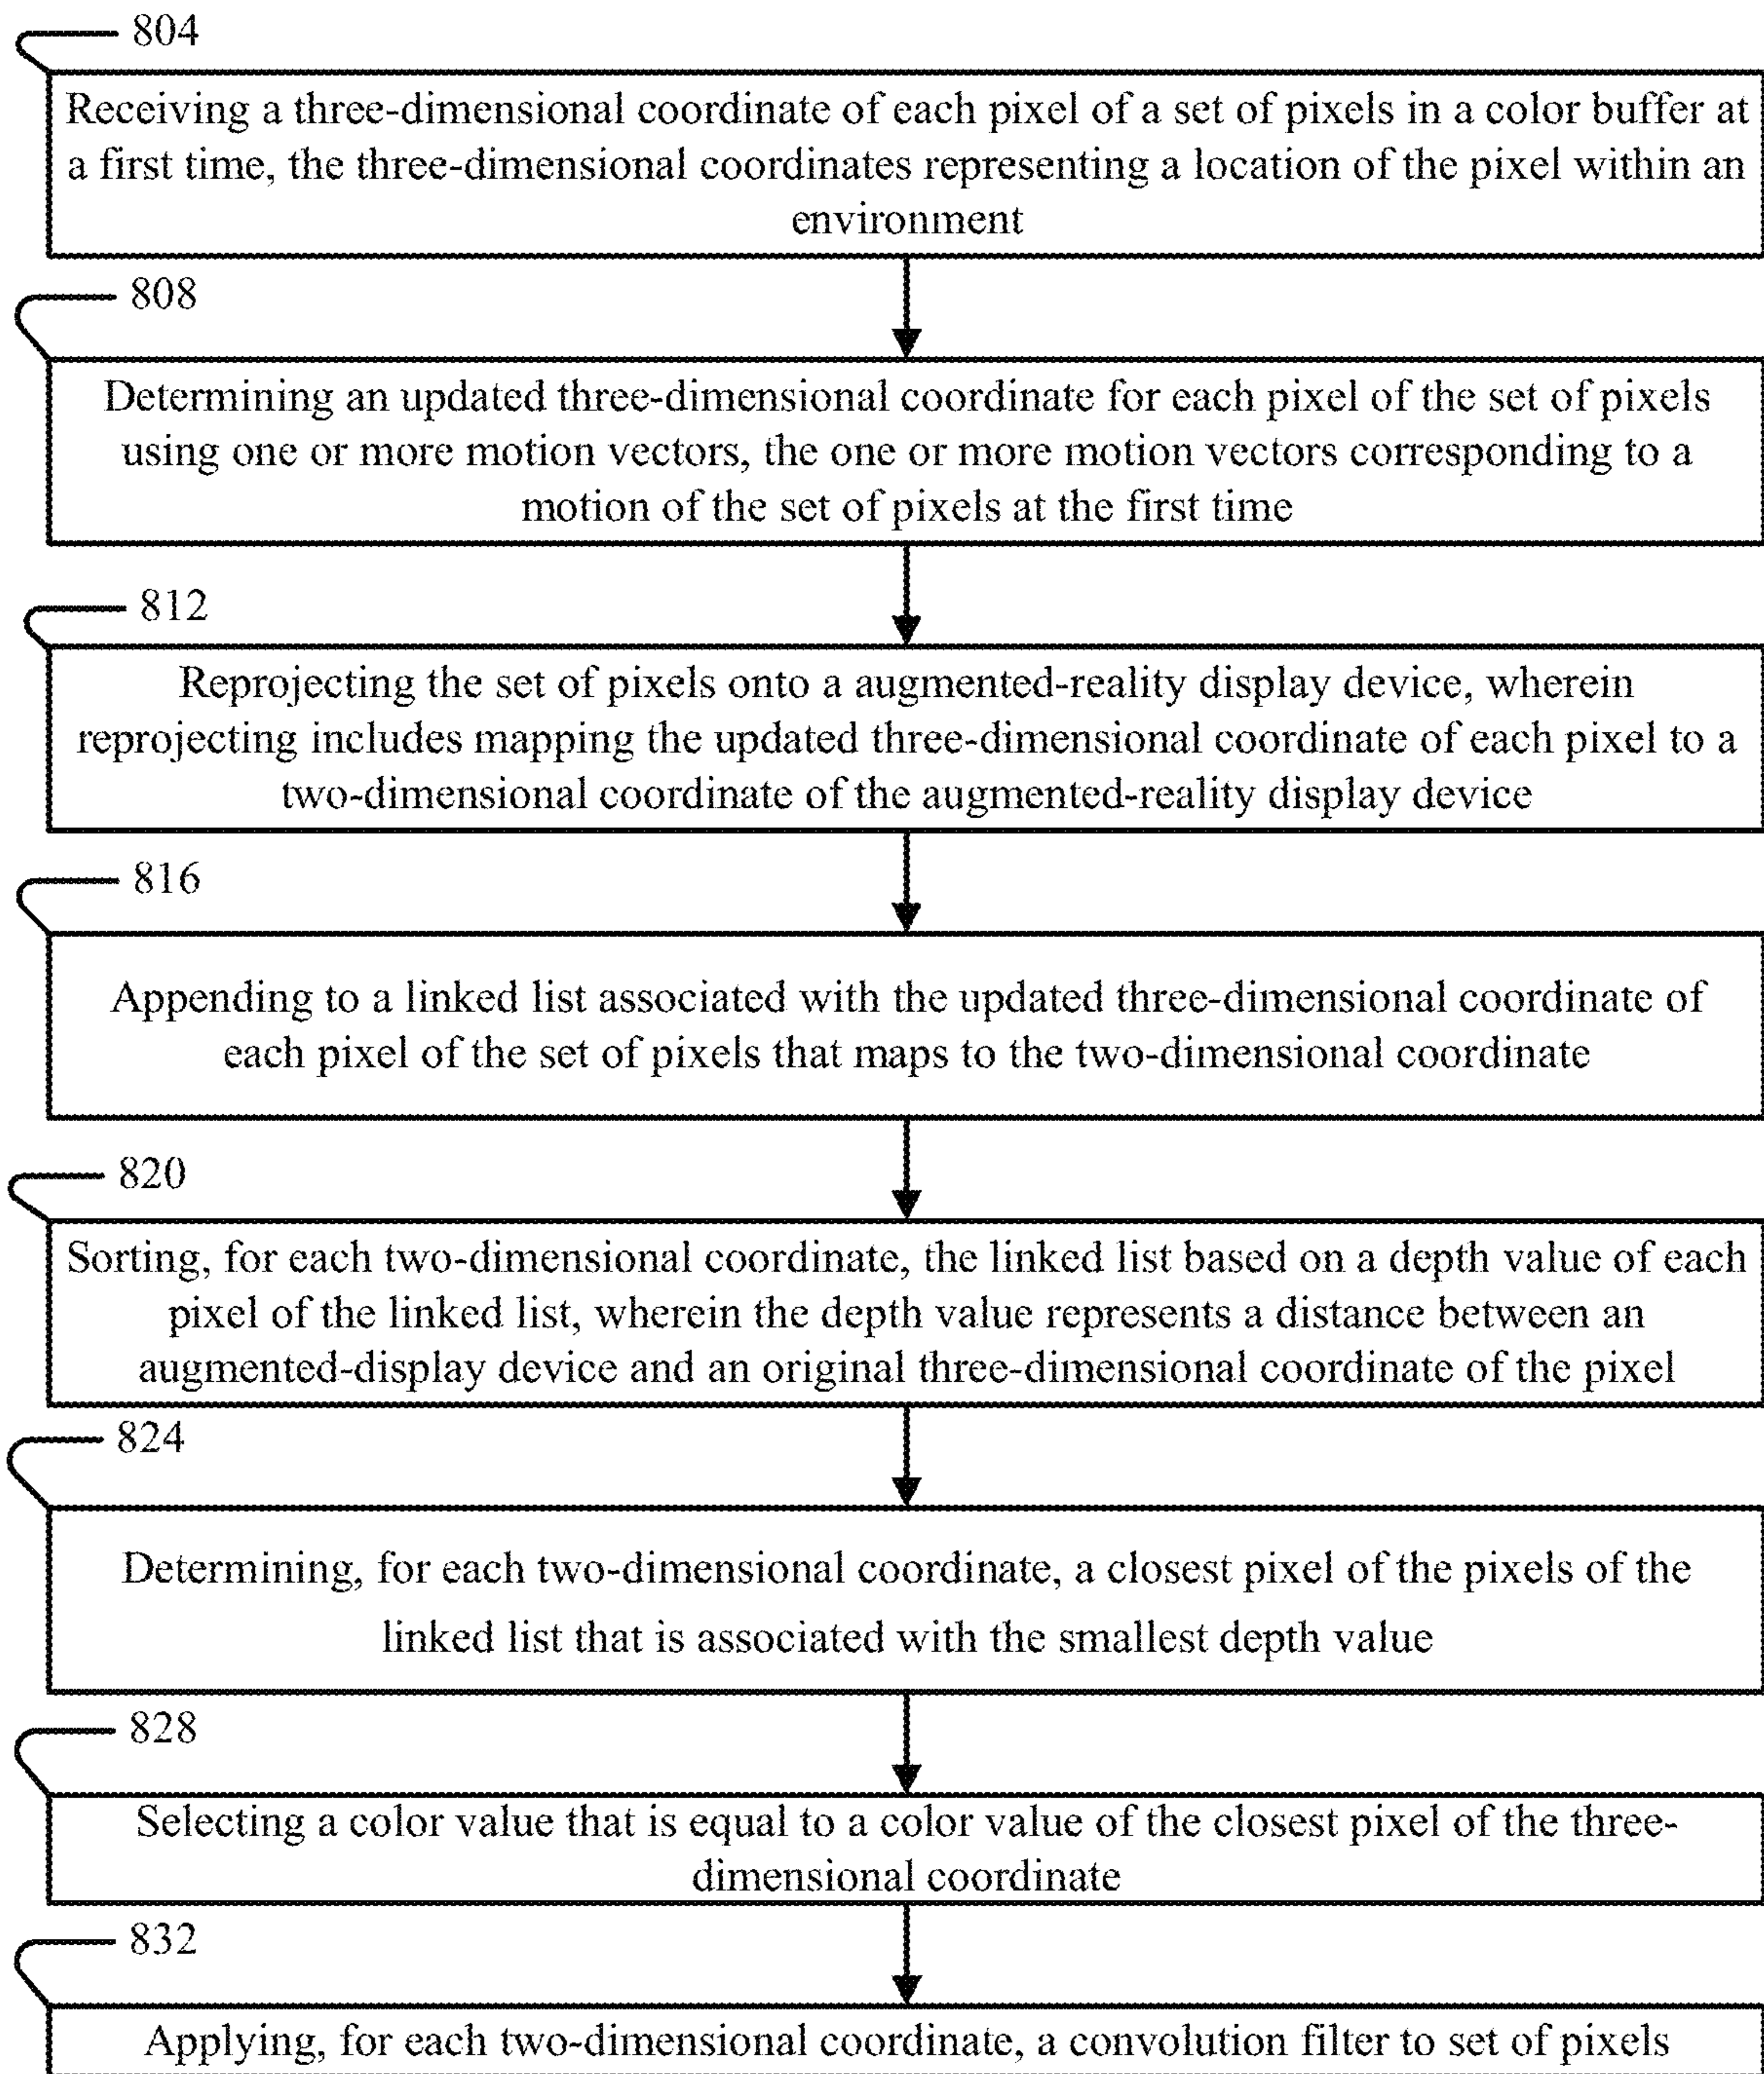 804
Receiving a three-dimensional coordinate of each pixel of a set of pixels in a color buffer at
a first time, the three-dimensional coordinates representing a location of the pixel within an
environment
808
Determining an updated three-dimensional coordinate for each pixel of the set of pixels
using one or more motion vectors, the one or more motion vectors corresponding to a
motion of the set of pixels at the first time
812
Reprojecting the set of pixels onto a augmented-reality display device, wherein
reprojecting includes mapping the updated three-dimensional coordinate of each pixel to a
two-dimensional coordinate of the augmented-reality display device
816
Appending to a linked list associated with the updated three-dimensional coordinate of
each pixel of the set of pixels that maps to the two-dimensional coordinate
820
Sorting, for each two-dimensional coordinate, the linked list based on a depth value of each
pixel of the linked list, wherein the depth value represents a distance between an
augmented-display device and an original three-dimensional coordinate of the pixel
824
Determining, for each two-dimensional coordinate, a closest pixel of the pixels of the
linked list that is associated with the smallest depth value
828
Selecting a color value that is equal to a color value of the closest pixel of the three-
dimensional coordinate
832
Applying, for each two-dimensional coordinate, a convolution filter to set of pixels